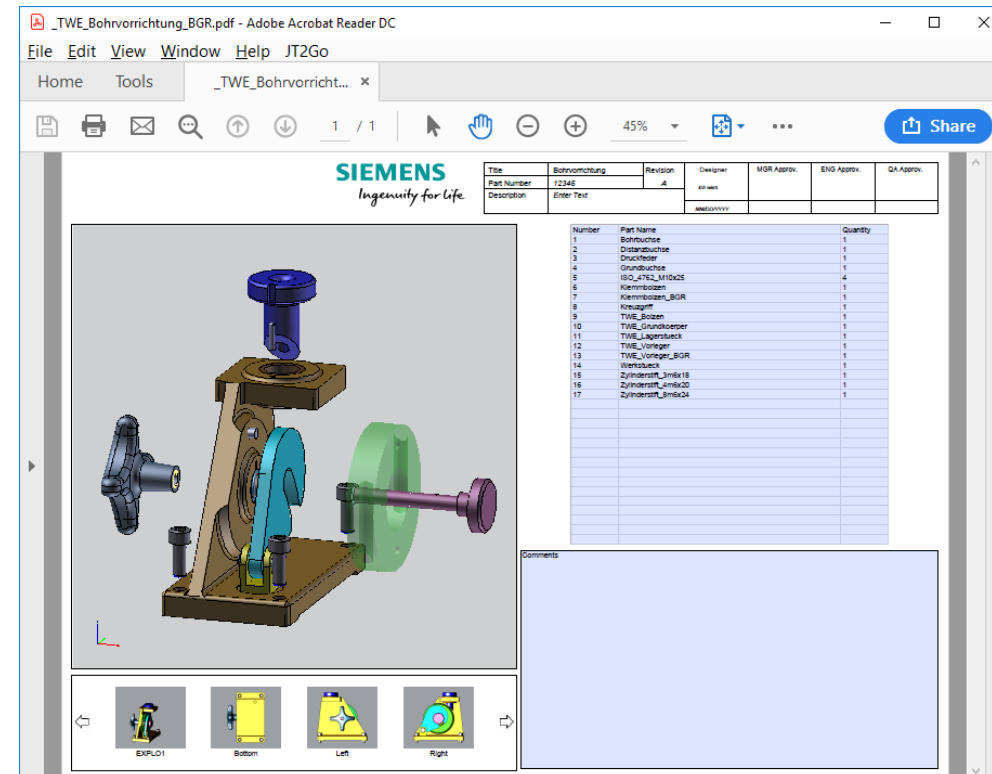 _TWE_Bohrvorrichtung_BGR.pdf - Adobe Acrobat Reader DC
File Edit View Window Help JT2Go
Home Tools _TWE_Bohrvorricht... ×
1 / 1 45% Share
SIEMENS
Ingenuity for life
Title Bohrvorrichtung Revision Designer MGR Approv. ENG Approv. QA Approv.
Part Number 12345 A
Description Enter Text
Number Part Name Quantity
1 Bohrbuchse 1
2 Distanzbuchse 1
3 Druckfeder 1
4 Grundbuchse 1
5 ISO_4762_M10x25 4
6 Klemmbolzen 1
7 Klemmbolzen_BGR 1
8 Kreuzgriff 1
9 TWE_Bolzen 1
10 TWE_Grundkoerper 1
11 TWE_Lagerstueck 1
12 TWE_Vorleger 1
13 TWE_Vorleger_BGR 1
14 Werkstueck 1
15 Zylinderstift_3m6x18 1
16 Zylinderstift_4m6x20 1
17 Zylinderstift_8m6x24 1
Comments
EXPLO1 Bottom Left Right